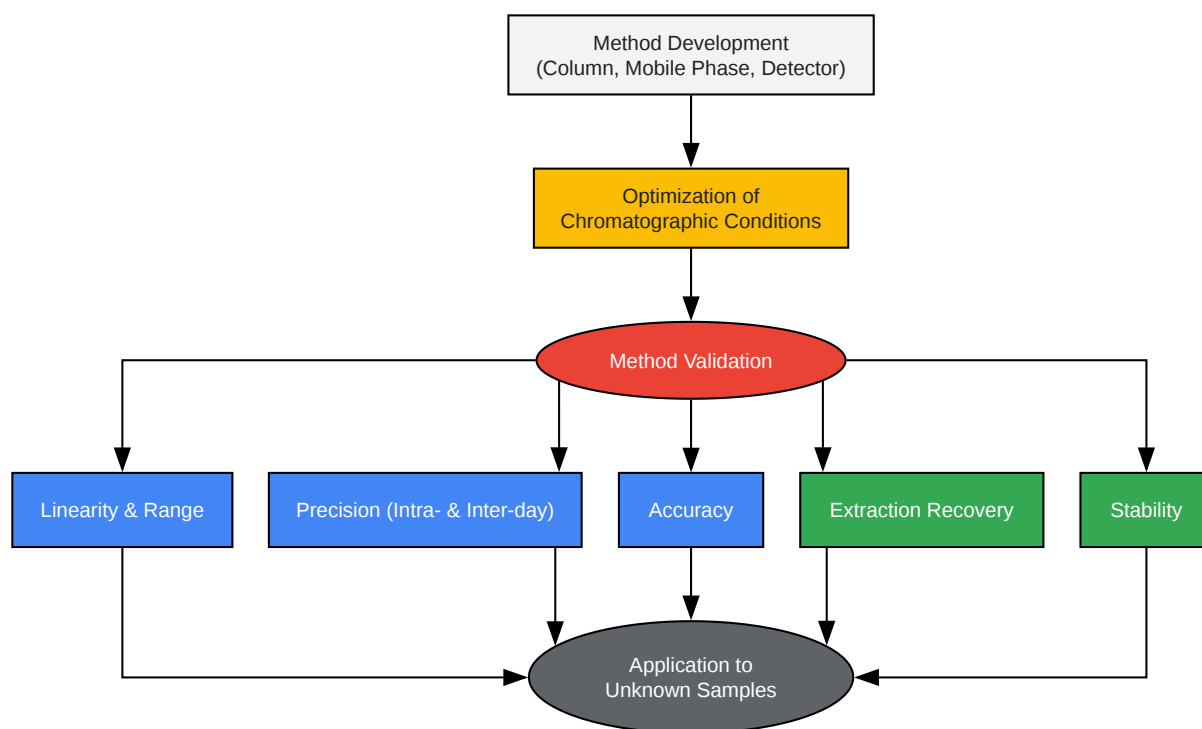 Method Development
(Column, Mobile Phase, Detector)
Optimization of
Chromatographic Conditions
Method Validation
Linearity & Range
Precision (Intra- & Inter-day)
Accuracy
Extraction Recovery
Stability
Application to
Unknown Samples